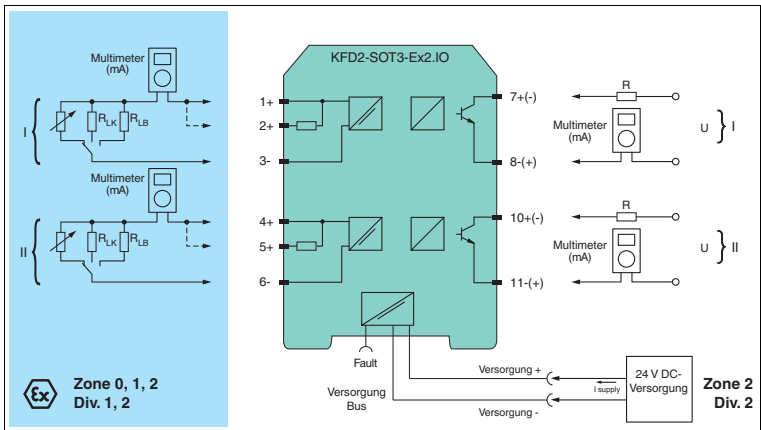 KFD2-SOT3-Ex2.IO
Multimeter
(mA)
I
RLK
RLB
1+
2+
3-
7+(-)
8-(+)
R
Multimeter
(mA)
U
I
Multimeter
(mA)
II
RLK
RLB
4+
5+
6-
10+(-)
11-(+)
R
Multimeter
(mA)
U
II
Fault
Versorgung
Bus
Versorgung +
Versorgung -
I supply
24 V DC-
Versorgung
Ex
Zone 0, 1, 2
Div. 1, 2
Zone 2
Div. 2